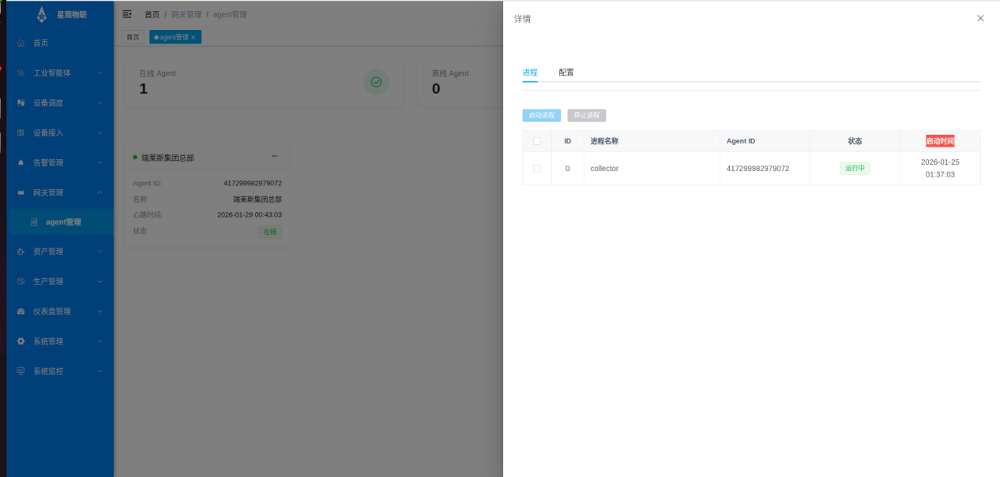 星观物联
首页
工业智能体
设备调度
设备接入
告警管理
网关管理
agent管理
资产管理
生产管理
仪表盘管理
系统管理
系统监控
首页 / 网关管理 / agent管理
首页
agent管理 ×
在线 Agent
1
离线 Agent
0
瑞莱斯集团总部 ...
Agent ID: 417299982979072
名称: 瑞莱斯集团总部
心跳时间: 2026-01-29 00:43:03
状态: 在线
详情
进程 配置
启动进程 停止进程
ID 进程名称 Agent ID 状态 启动时间
0 collector 417299982979072 运行中 2026-01-25
01:37:03